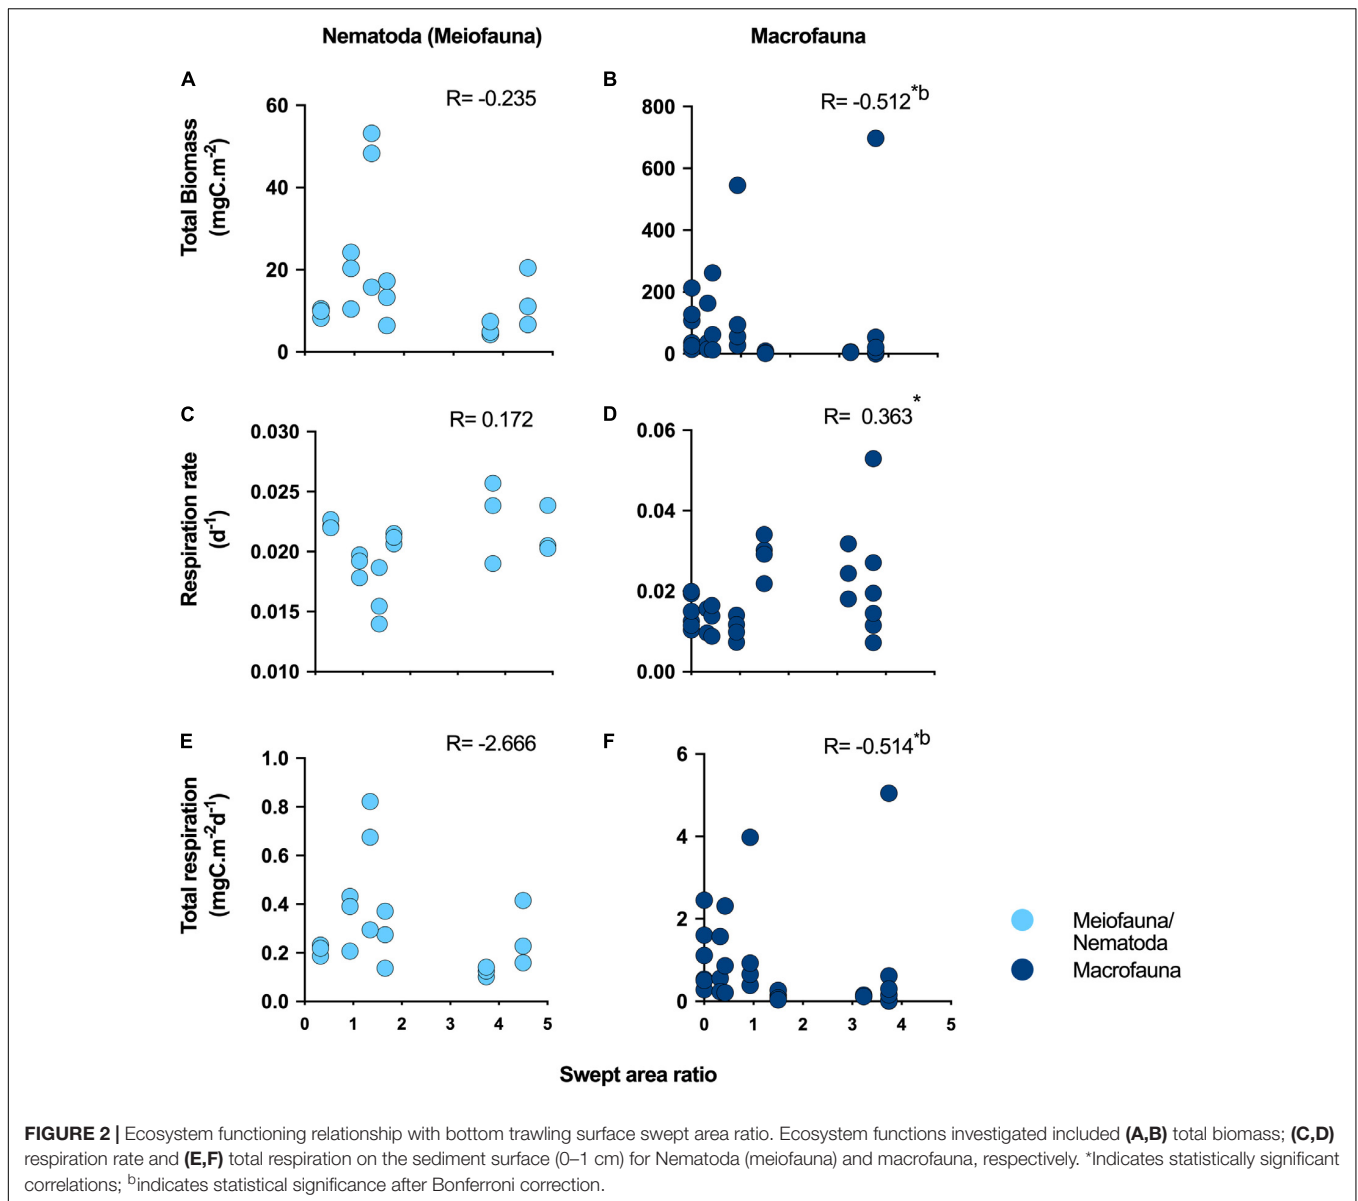 Nematoda (Meiofauna)
Macrofauna
A
R= -0.235
Total Biomass
(mgC.m-2)
60
40
20
0
B
R= -0.512*b
800
600
400
200
0
C
R= 0.172
Respiration rate
(d-1)
0.030
0.025
0.020
0.015
0.010
D
R= 0.363*
0.06
0.04
0.02
0.00
E
R= -2.666
Total respiration
(mgC.m-2d-1)
1.0
0.8
0.6
0.4
0.2
0.0
0 1 2 3 4 5
F
R= -0.514*b
6
4
2
0
0 1 2 3 4 5
Meiofauna/
Nematoda
Macrofauna
Swept area ratio
FIGURE 2 | Ecosystem functioning relationship with bottom trawling surface swept area ratio. Ecosystem functions investigated included (A,B) total biomass; (C,D)
respiration rate and (E,F) total respiration on the sediment surface (0–1 cm) for Nematoda (meiofauna) and macrofauna, respectively. *Indicates statistically significant
correlations; bindicates statistical significance after Bonferroni correction.